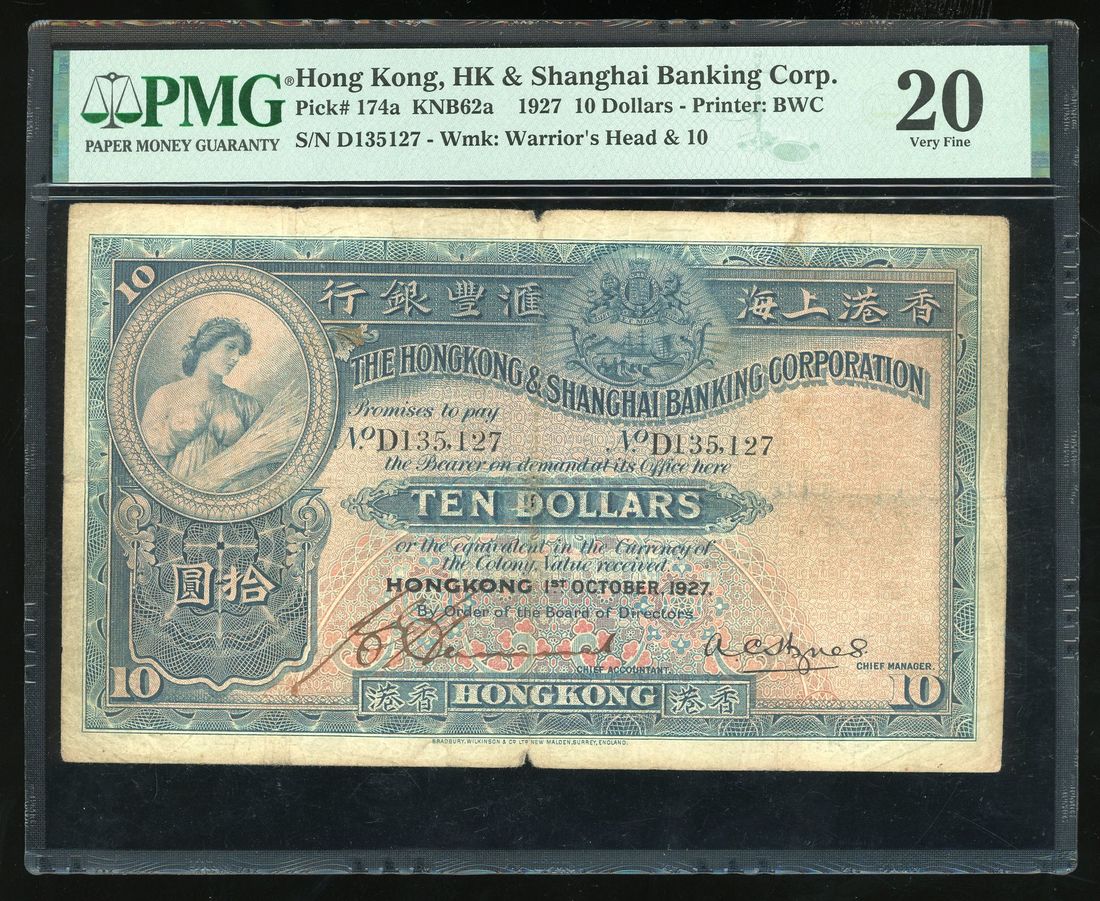 PMG®
PAPER MONEY GUARANTY
Hong Kong, HK & Shanghai Banking Corp.
Pick# 174a KNB62a 1927 10 Dollars - Printer: BWC
S/N D135127 - Wmk: Warrior's Head & 10
20
Very Fine
10
行銀豐滙 海上港香
THE HONGKONG & SHANGHAI BANKING CORPORATION
Promises to pay
No D135,127 No D135,127
the Bearer on demand at its Office here
TEN DOLLARS
or the equivalent in the Currency of
the Colony, Value received.
圓拾
HONGKONG 1ST OCTOBER, 1927.
By Order of the Board of Directors
CHIEF ACCOUNTANT.
CHIEF MANAGER.
10 港香 HONGKONG 港香 10
BRADBURY, WILKINSON & Co LTD NEW MALDEN, SURREY, ENGLAND.